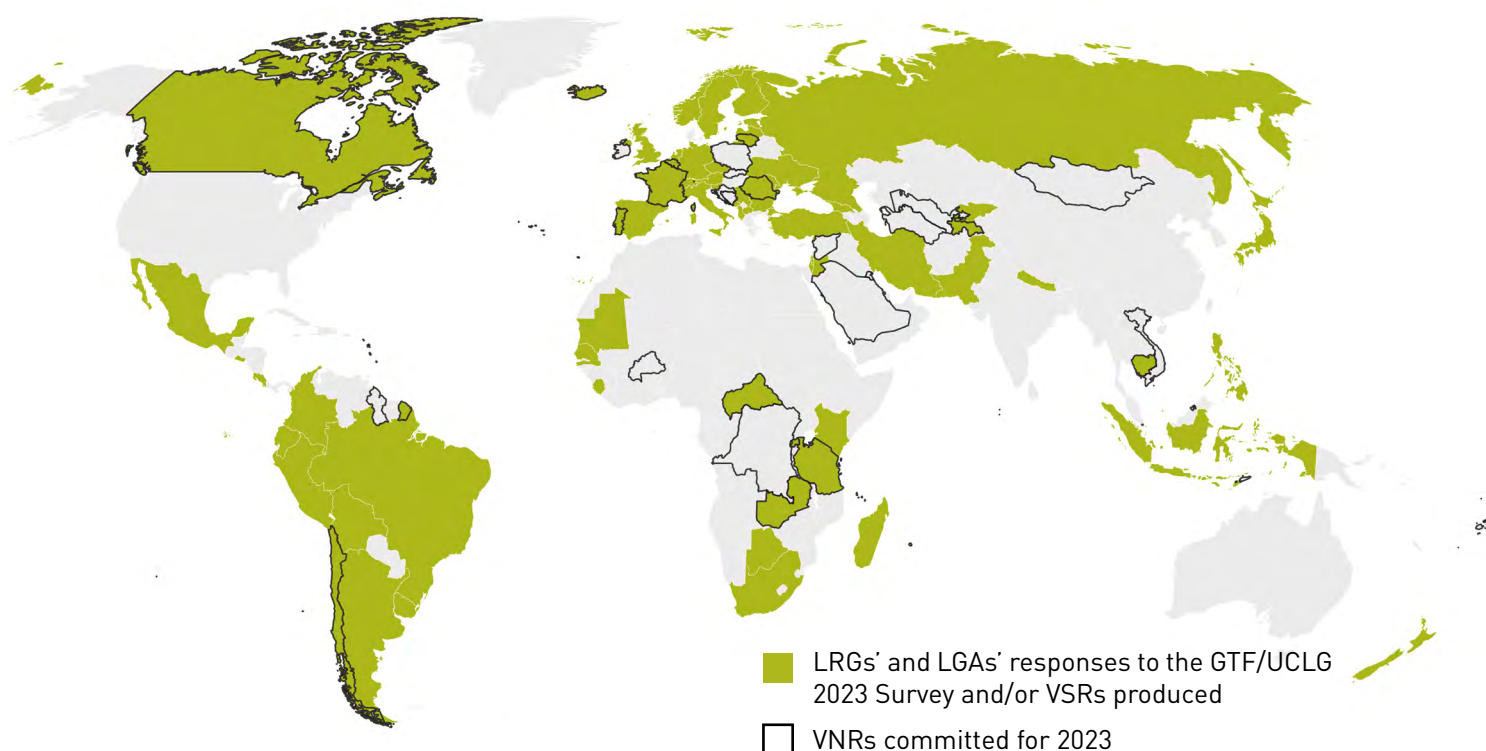 LRGs’ and LGAs’ responses to the GTF/UCLG
2023 Survey and/or VSRs produced
VNRs committed for 2023